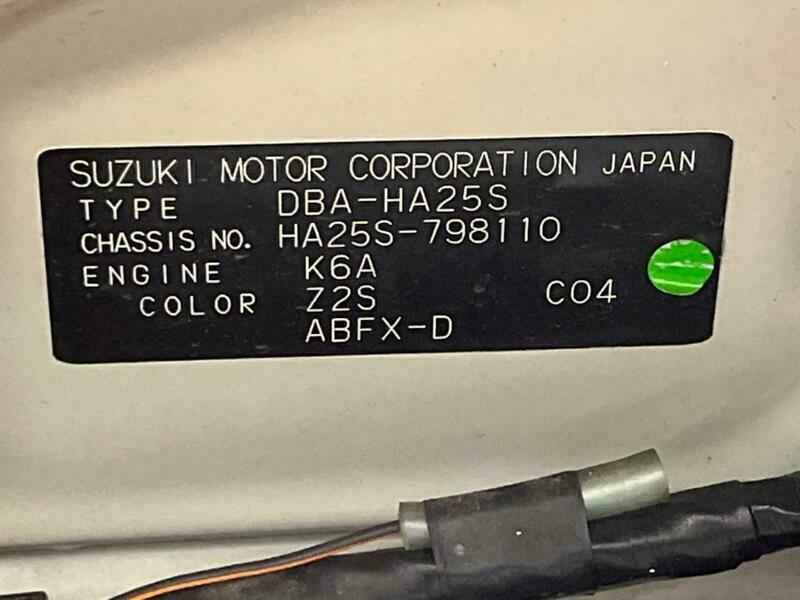 SUZUKI MOTOR CORPORATION JAPAN
TYPE DBA-HA25S
CHASSIS NO. HA25S-798110
ENGINE K6A
COLOR Z2S C04
ABFX-D